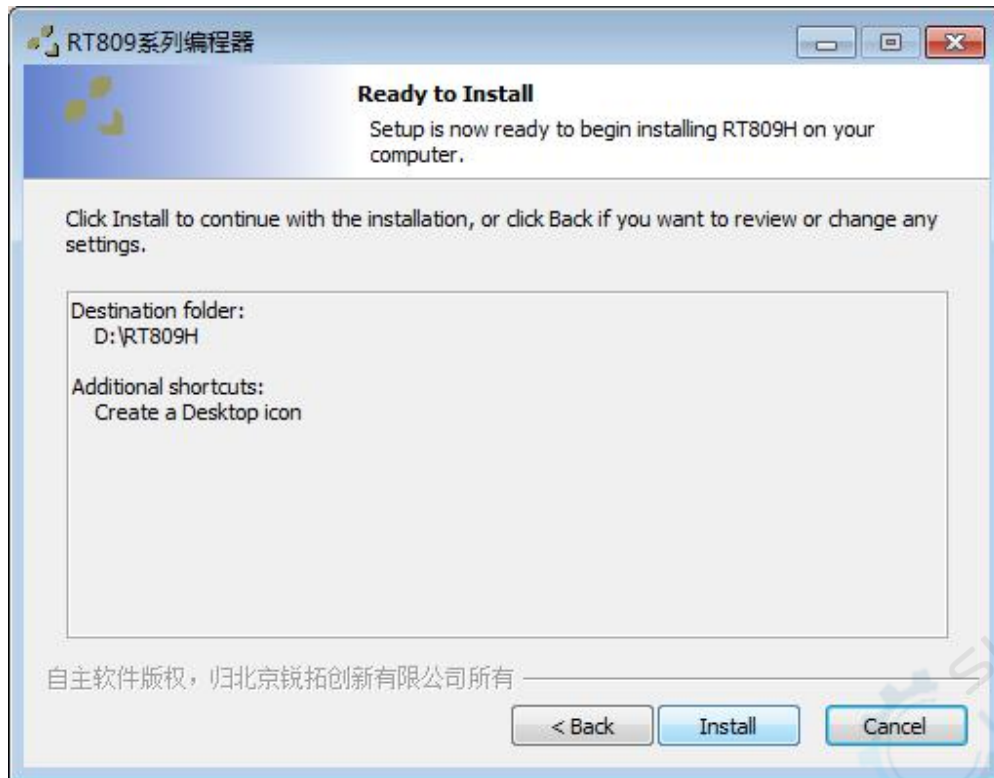 RT809系列编程器
Ready to Install
Setup is now ready to begin installing RT809H on your
computer.
Click Install to continue with the installation, or click Back if you want to review or change any
settings.
Destination folder:
D:\RT809H
Additional shortcuts:
Create a Desktop icon
自主软件版权，归北京锐拓创新有限公司所有
< Back
Install
Cancel